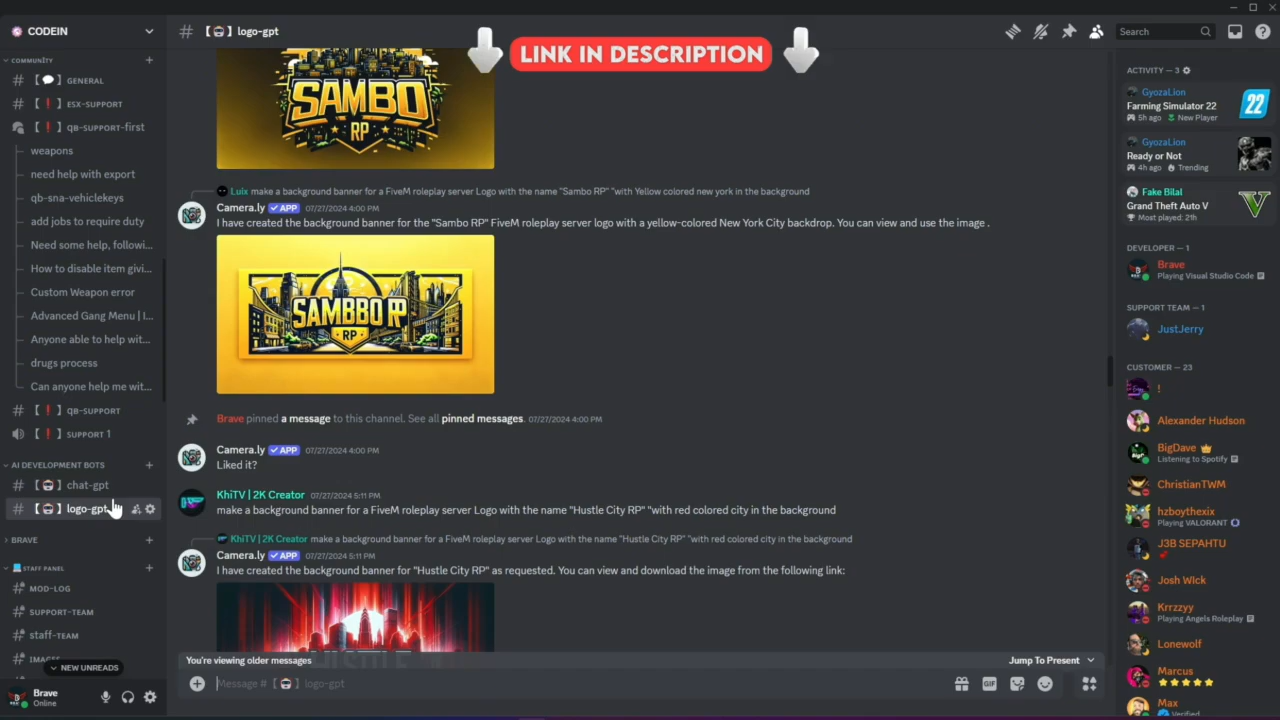 CODEIN
【 】logo-gpt
LINK IN DESCRIPTION
Search
COMMUNITY
【 】GENERAL
【❗】ESX-SUPPORT
【❗】QB-SUPPORT-FIRST
weapons
need help with export
qb-sna-vehiclekeys
add jobs to require duty
Need some help, followi...
How to disable item givi...
Custom Weapon error
Advanced Gang Menu | I...
Anyone able to help wit...
drugs process
Can anyone help me wit...
【❗】QB-SUPPORT
【❗】SUPPORT 1
AI DEVELOPMENT BOTS
【 】chat-gpt
【 】logo-gpt
BRAVE
STAFF PANEL
MOD-LOG
SUPPORT-TEAM
staff-TEAM
IMAGE
NEW UNREADS
Brave
Online
SAMBO
RP
Luix make a background banner for a FiveM roleplay server Logo with the name "Sambo RP" "with Yellow colored new york in the background
Camera.ly APP 07/27/2024 4:00 PM
I have created the background banner for the "Sambo RP" FiveM roleplay server logo with a yellow-colored New York City backdrop. You can view and use the image .
SAMBBO RP
RP
Brave pinned a message to this channel. See all pinned messages. 07/27/2024 4:00 PM
Camera.ly APP 07/27/2024 4:00 PM
Liked it?
KhiTV | 2K Creator 07/27/2024 5:11 PM
make a background banner for a FiveM roleplay server Logo with the name "Hustle City RP" "with red colored city in the background
KhiTV | 2K Creator make a background banner for a FiveM roleplay server Logo with the name "Hustle City RP" "with red colored city in the background
Camera.ly APP 07/27/2024 5:11 PM
I have created the background banner for "Hustle City RP" as requested. You can view and download the image from the following link:
You're viewing older messages
Jump To Present
Message #【 】logo-gpt
GIF
ACTIVITY — 3
GyozaLion
Farming Simulator 22
5h ago New Player
22
GyozaLion
Ready or Not
4h ago Trending
Fake Bilal
Grand Theft Auto V
Most played: 21h
V
DEVELOPER — 1
Brave
Playing Visual Studio Code
SUPPORT TEAM — 1
JustJerry
CUSTOMER — 23
!
Alexander Hudson
BigDave
Listening to Spotify
ChristianTWM
hzboythexix
Playing VALORANT
J3B SEPAHTU
Josh WIck
Krrzzyy
Playing Angels Roleplay
Lonewolf
Marcus
Max
Verified